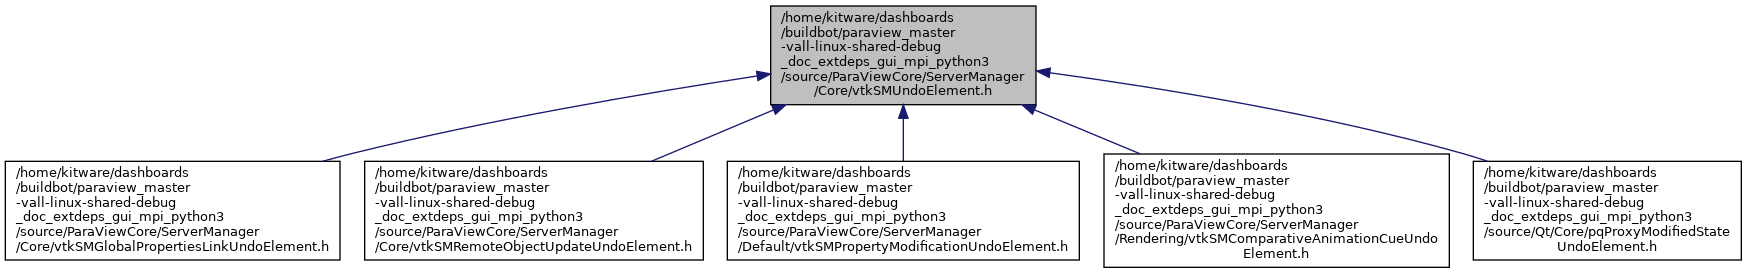 /home/kitware/dashboards
/buildbot/paraview_master
-vall-linux-shared-debug
_doc_extdeps_gui_mpi_python3
/source/ParaViewCore/ServerManager
/Core/vtkSMUndoElement.h
/home/kitware/dashboards
/buildbot/paraview_master
-vall-linux-shared-debug
_doc_extdeps_gui_mpi_python3
/source/ParaViewCore/ServerManager
/Core/vtkSMGlobalPropertiesLinkUndoElement.h
/home/kitware/dashboards
/buildbot/paraview_master
-vall-linux-shared-debug
_doc_extdeps_gui_mpi_python3
/source/ParaViewCore/ServerManager
/Core/vtkSMRemoteObjectUpdateUndoElement.h
/home/kitware/dashboards
/buildbot/paraview_master
-vall-linux-shared-debug
_doc_extdeps_gui_mpi_python3
/source/ParaViewCore/ServerManager
/Default/vtkSMPropertyModificationUndoElement.h
/home/kitware/dashboards
/buildbot/paraview_master
-vall-linux-shared-debug
_doc_extdeps_gui_mpi_python3
/source/ParaViewCore/ServerManager
/Rendering/vtkSMComparativeAnimationCueUndo
Element.h
/home/kitware/dashboards
/buildbot/paraview_master
-vall-linux-shared-debug
_doc_extdeps_gui_mpi_python3
/source/Qt/Core/pqProxyModifiedState
UndoElement.h